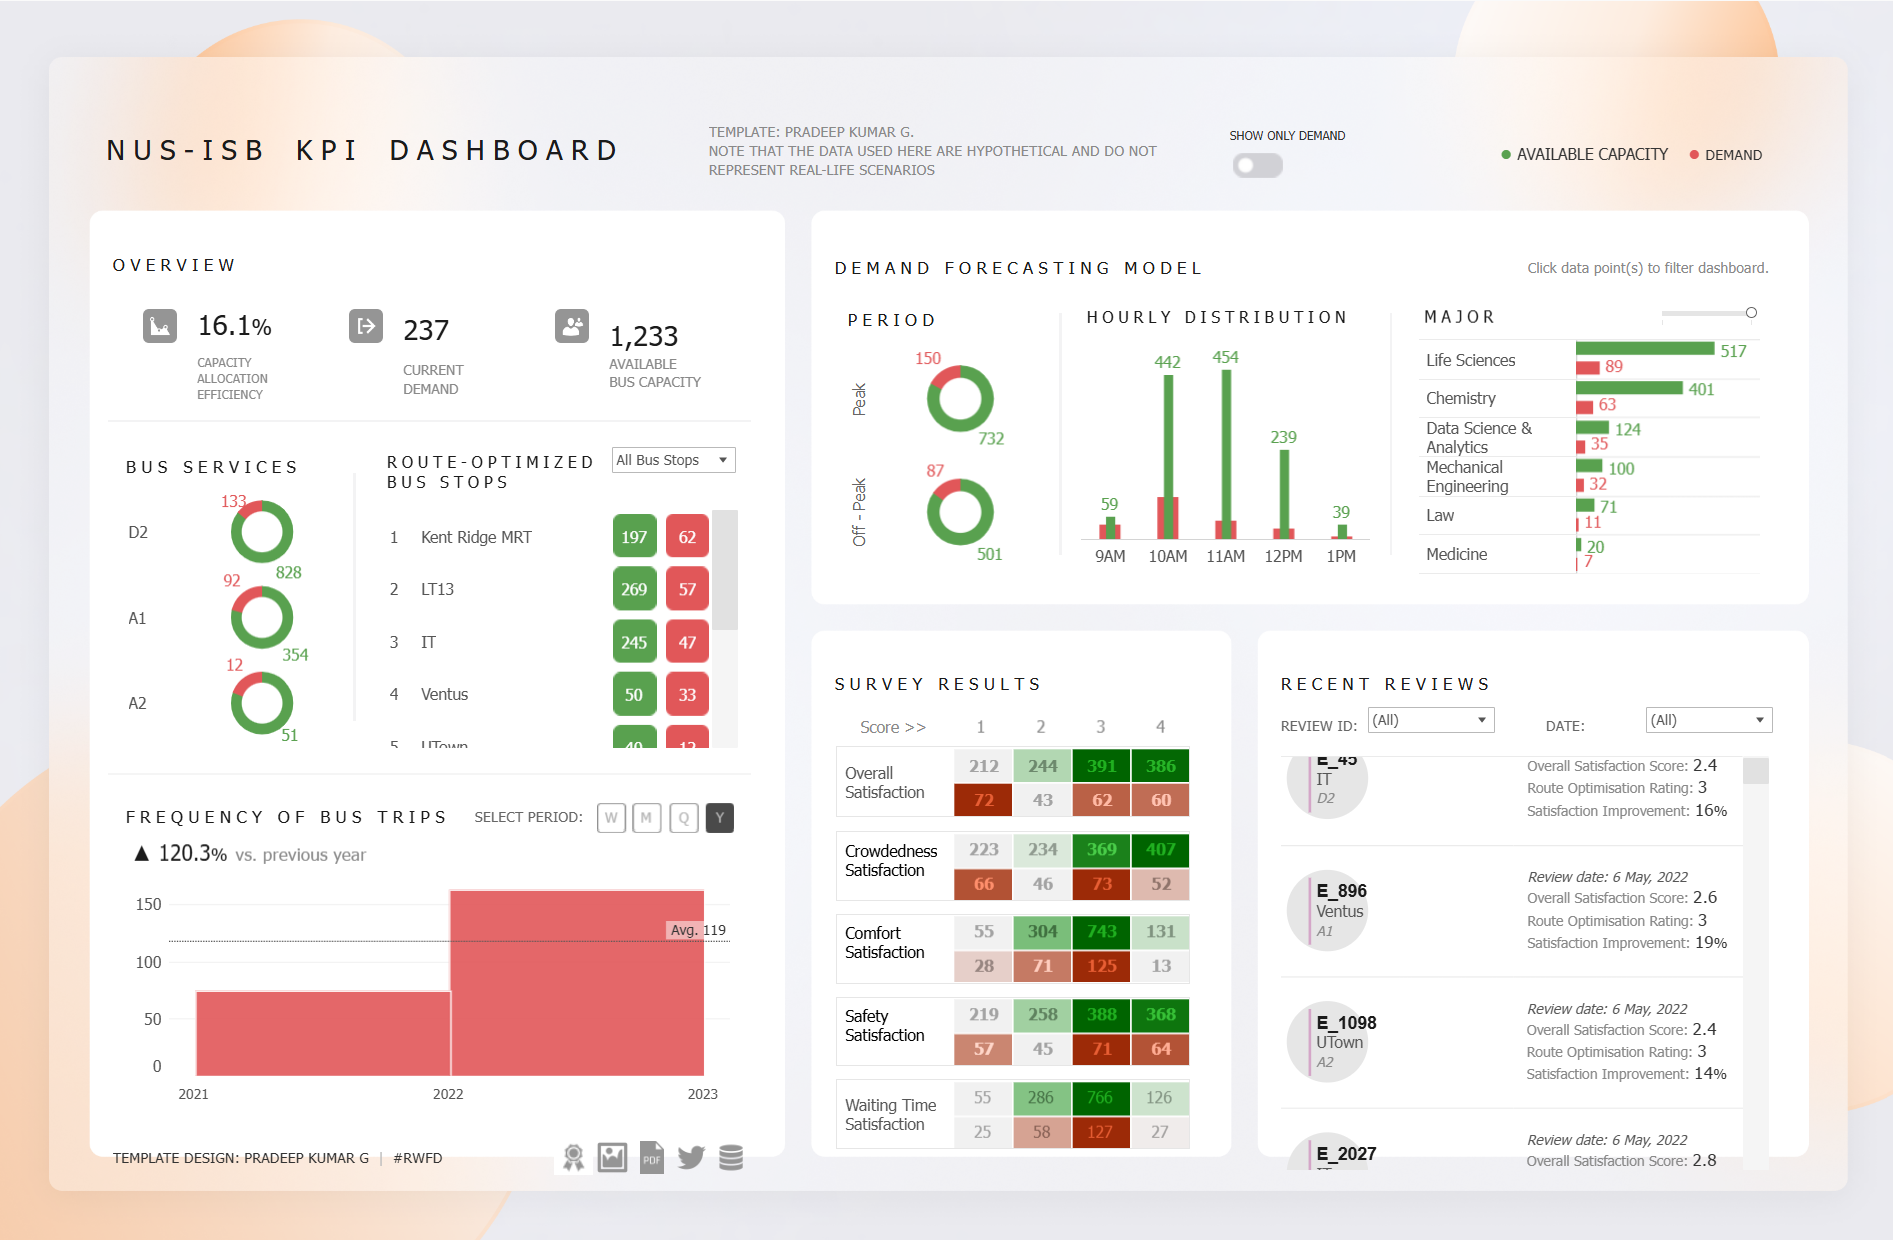 NUS-ISB KPI DASHBOARD
TEMPLATE: PRADEEP KUMAR G.
NOTE THAT THE DATA USED HERE ARE HYPOTHETICAL AND DO NOT
REPRESENT REAL-LIFE SCENARIOS
SHOW ONLY DEMAND
AVAILABLE CAPACITY
DEMAND
OVERVIEW
16.1%
CAPACITY
ALLOCATION
EFFICIENCY
237
CURRENT
DEMAND
1,233
AVAILABLE
BUS CAPACITY
BUS SERVICES
D2
133
828
A1
92
354
A2
12
51
ROUTE-OPTIMIZED
BUS STOPS
All Bus Stops
1 Kent Ridge MRT 197 62
2 LT13 269 57
3 IT 245 47
4 Ventus 50 33
5 UTown 40 12
FREQUENCY OF BUS TRIPS
SELECT PERIOD:
W M Q Y
▲ 120.3% vs. previous year
150
100
50
0
Avg. 119
2021 2022 2023
TEMPLATE DESIGN: PRADEEP KUMAR G | #RWFD
PDF
DEMAND FORECASTING MODEL
Click data point(s) to filter dashboard.
PERIOD
Peak
150
732
Off - Peak
87
501
HOURLY DISTRIBUTION
59 442 454 239 39
9AM 10AM 11AM 12PM 1PM
MAJOR
Life Sciences 517
89
Chemistry 401
63
Data Science &
Analytics
124
35
Mechanical
Engineering
100
32
Law 71
11
Medicine 20
7
SURVEY RESULTS
Score >> 1 2 3 4
Overall
Satisfaction
212 244 391 386
72 43 62 60
Crowdedness
Satisfaction
223 234 369 407
66 46 73 52
Comfort
Satisfaction
55 304 743 131
28 71 125 13
Safety
Satisfaction
219 258 388 368
57 45 71 64
Waiting Time
Satisfaction
55 286 766 126
25 58 127 27
RECENT REVIEWS
REVIEW ID: (All)
DATE: (All)
E_45
IT
D2
Overall Satisfaction Score: 2.4
Route Optimisation Rating: 3
Satisfaction Improvement: 16%
E_896
Ventus
A1
Review date: 6 May, 2022
Overall Satisfaction Score: 2.6
Route Optimisation Rating: 3
Satisfaction Improvement: 19%
E_1098
UTown
A2
Review date: 6 May, 2022
Overall Satisfaction Score: 2.4
Route Optimisation Rating: 3
Satisfaction Improvement: 14%
E_2027
Review date: 6 May, 2022
Overall Satisfaction Score: 2.8